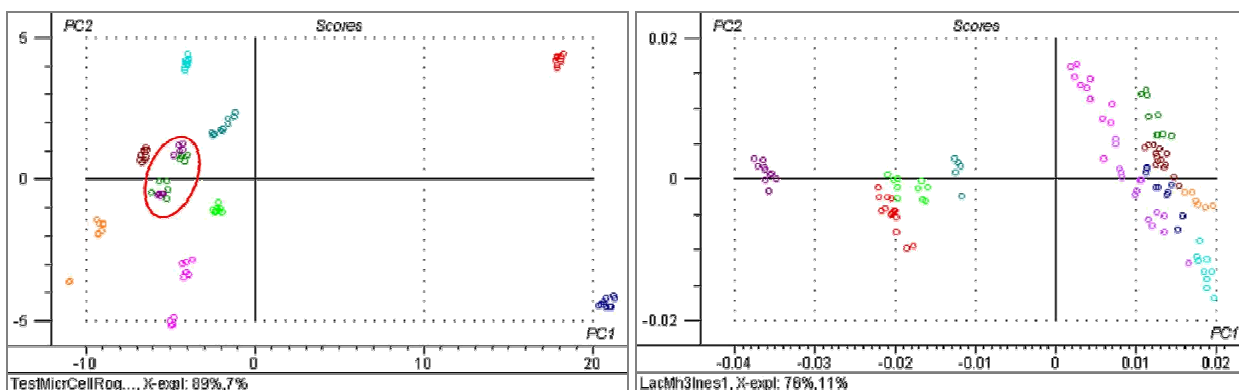 PC2 Scores
5
0
-5
PC1
-10 0 10 20
TestMicrCellRog..., X-expl: 89%,7%
PC2 Scores
0.02
0
-0.02
PC1
-0.04 -0.03 -0.02 -0.01 0 0.01 0.02
LacMh3Ines1, X-expl: 76%,11%